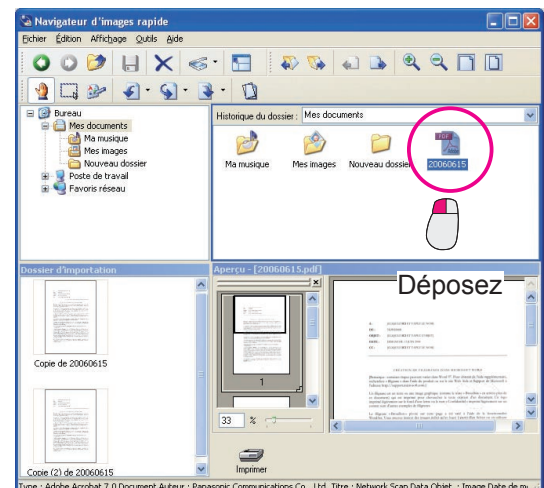 Navigateur d'images rapide
Fichier Édition Affichage Outils Aide
Bureau
Mes documents
Ma musique
Mes images
Nouveau dossier
Poste de travail
Favoris réseau
Historique du dossier : Mes documents
Ma musique Mes images Nouveau dossier 20060615
Dossier d'importation
Copie de 20060615
Copie (2) de 20060615
Aperçu - [20060615.pdf]
Déposez
1
33 %
Imprimer
Type : Adobe Acrobat 7.0 Document Auteur : Panasonic Communications Co., Ltd. Titre : Network Scan Data Objet : Image Date de